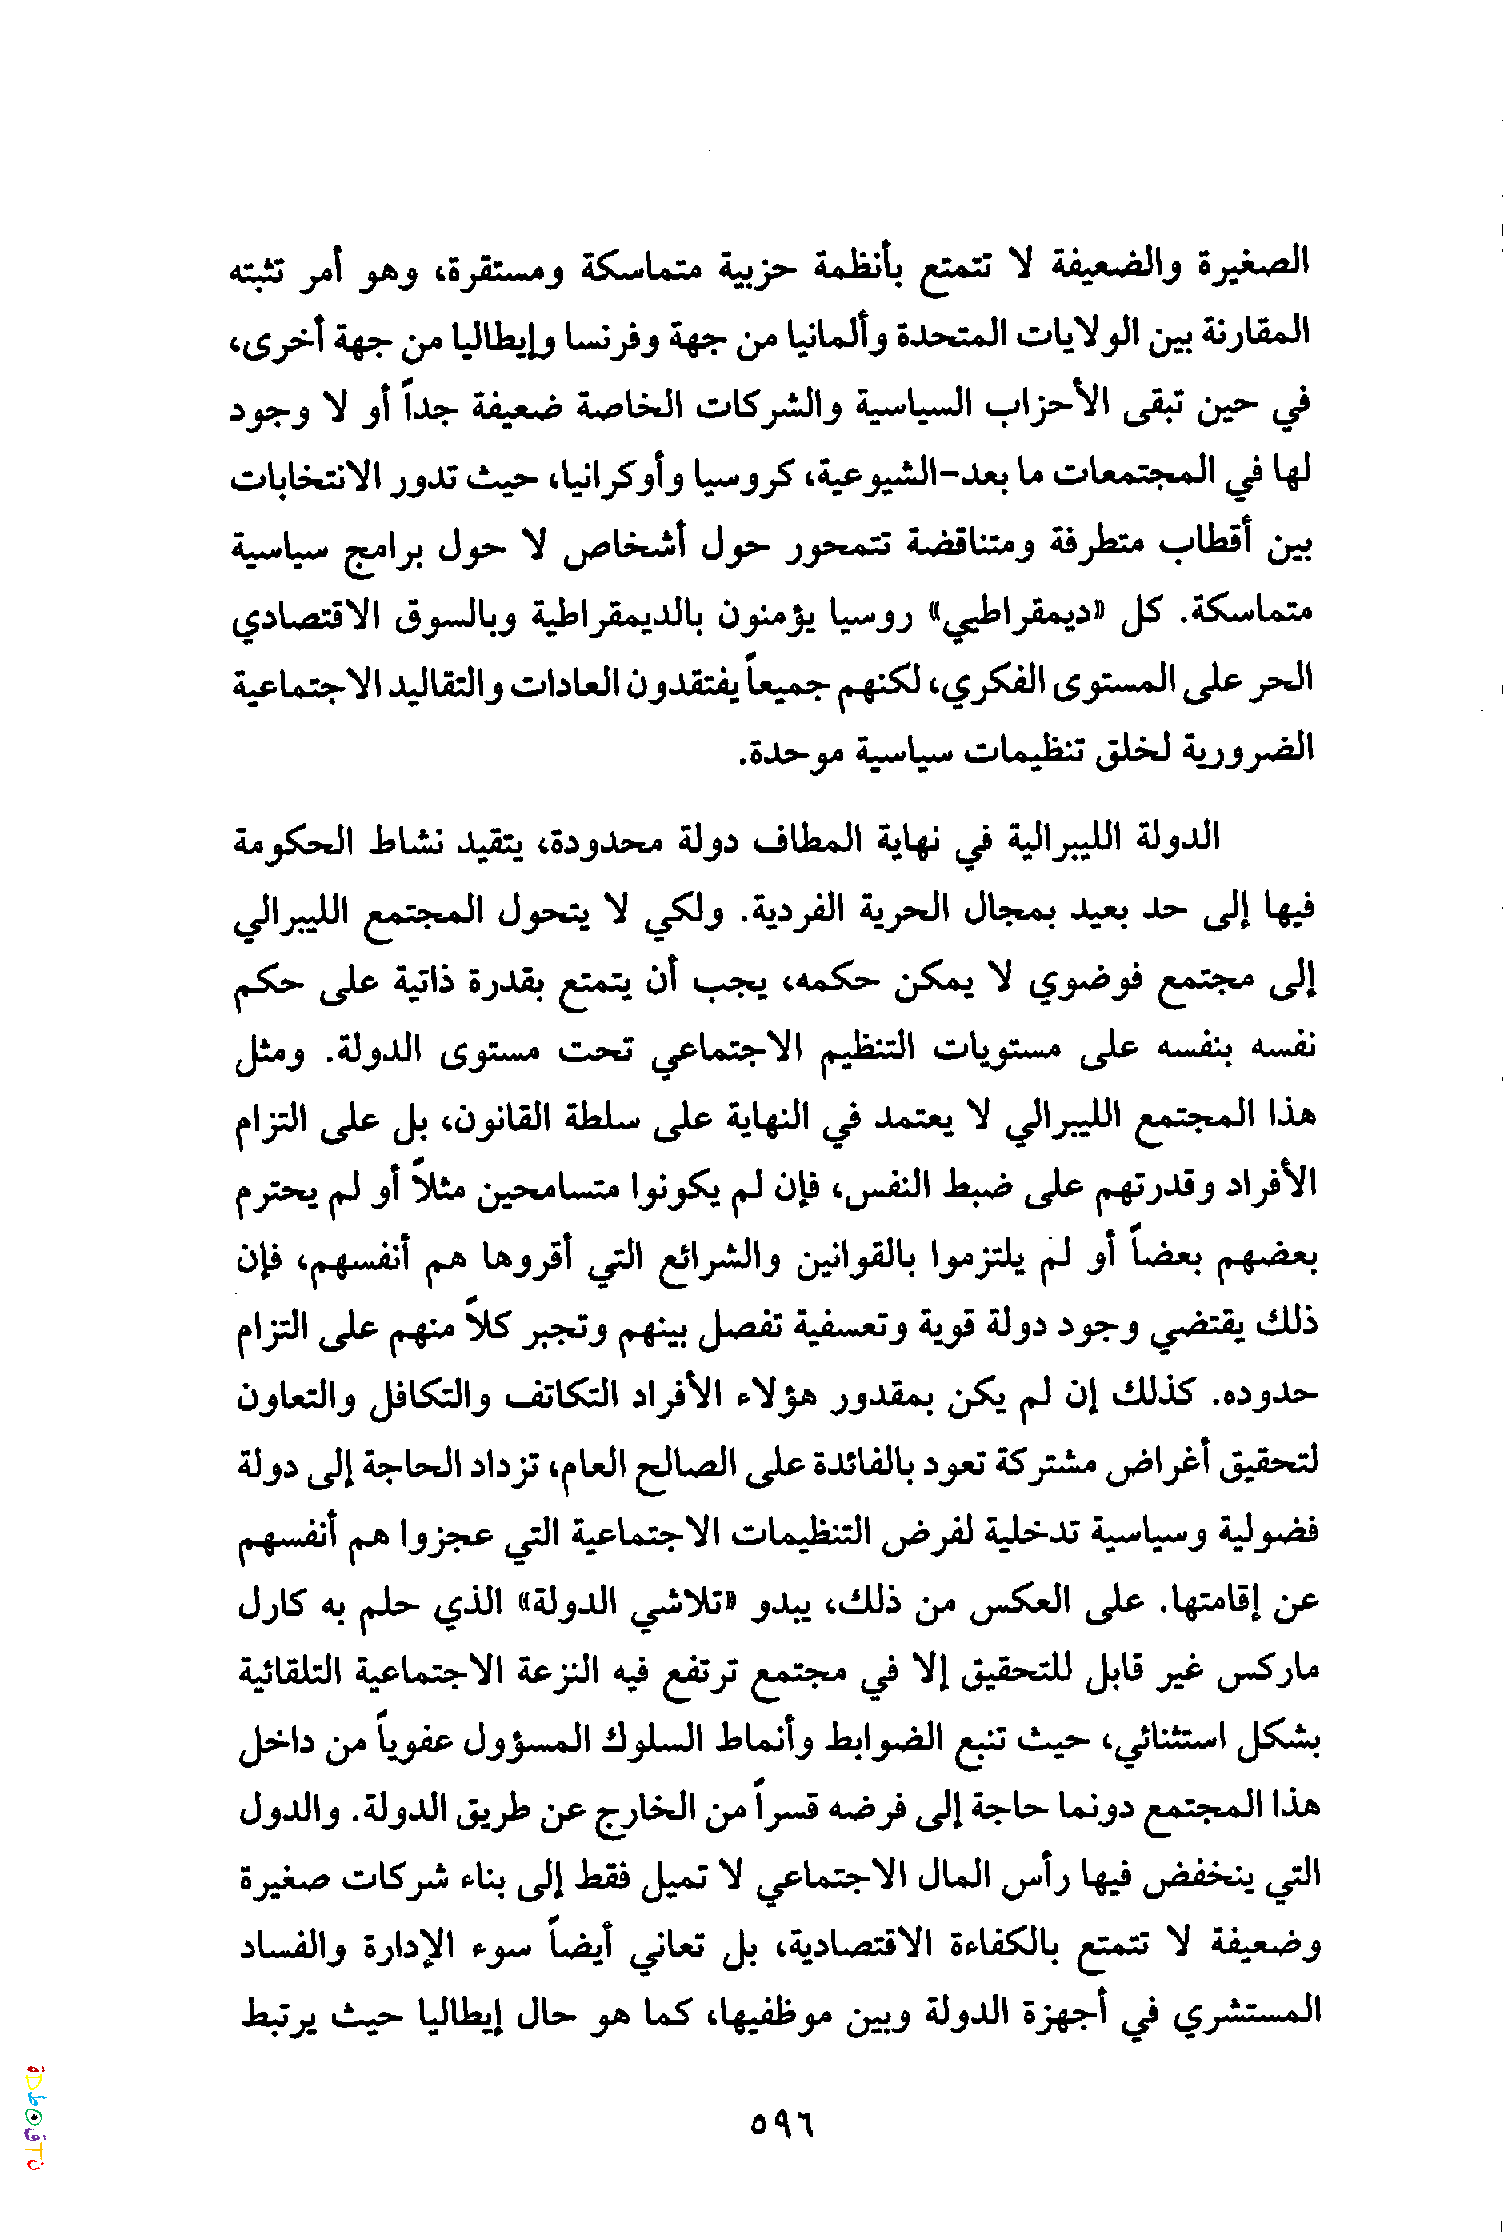 الصغيرة والضعيفة لا تتمتع بأنظمة حزبية متماسكة ومستقرة، وهو أمر تثبته
المقارنة بين الولايات المتحدة وألمانيا من جهة وفرنسا وإيطاليا من جهة أخرى،
في حين تبقى الأحزاب السياسية والشركات الخاصة ضعيفة جداً أو لا وجود
لها في المجتمعات ما بعد-الشيوعية، كروسيا وأوكرانيا، حيث تدور الانتخابات
بين أقطاب متطرفة ومتناقضة تتمحور حول أشخاص لا حول برامج سياسية
متماسكة. كل «ديمقراطيي» روسيا يؤمنون بالديمقراطية وبالسوق الاقتصادي
الحر على المستوى الفكري، لكنهم جميعاً يفتقدون العادات والتقاليد الاجتماعية
الضرورية لخلق تنظيمات سياسية موحدة.
الدولة الليبرالية في نهاية المطاف دولة محدودة، يتقيد نشاط الحكومة
فيها إلى حد بعيد بمجال الحرية الفردية. ولكي لا يتحول المجتمع الليبرالي
إلى مجتمع فوضوي لا يمكن حكمه، يجب أن يتمتع بقدرة ذاتية على حكم
نفسه بنفسه على مستويات التنظيم الاجتماعي تحت مستوى الدولة. ومثل
هذا المجتمع الليبرالي لا يعتمد في النهاية على سلطة القانون، بل على التزام
الأفراد وقدرتهم على ضبط النفس، فإن لم يكونوا متسامحين مثلاً أو لم يحترم
بعضهم بعضاً أو لم يلتزموا بالقوانين والشرائع التي أقروها هم أنفسهم، فإن
ذلك يقتضي وجود دولة قوية وتعسفية تفصل بينهم وتجبر كلاً منهم على التزام
حدوده. كذلك إن لم يكن بمقدور هؤلاء الأفراد التكاتف والتكافل والتعاون
لتحقيق أغراض مشتركة تعود بالفائدة على الصالح العام، تزداد الحاجة إلى دولة
فضولية وسياسية تدخلية لفرض التنظيمات الاجتماعية التي عجزوا هم أنفسهم
عن إقامتها. على العكس من ذلك، يبدو «تلاشي الدولة» الذي حلم به كارل
ماركس غير قابل للتحقيق إلا في مجتمع ترتفع فيه النزعة الاجتماعية التلقائية
بشكل استثنائي، حيث تنبع الضوابط وأنماط السلوك المسؤول عفوياً من داخل
هذا المجتمع دونما حاجة إلى فرضه قسراً من الخارج عن طريق الدولة. والدول
التي ينخفض فيها رأس المال الاجتماعي لا تميل فقط إلى بناء شركات صغيرة
وضعيفة لا تتمتع بالكفاءة الاقتصادية، بل تعاني أيضاً سوء الإدارة والفساد
المستشري في أجهزة الدولة وبين موظفيها، كما هو حال إيطاليا حيث يرتبط
٥٩٦